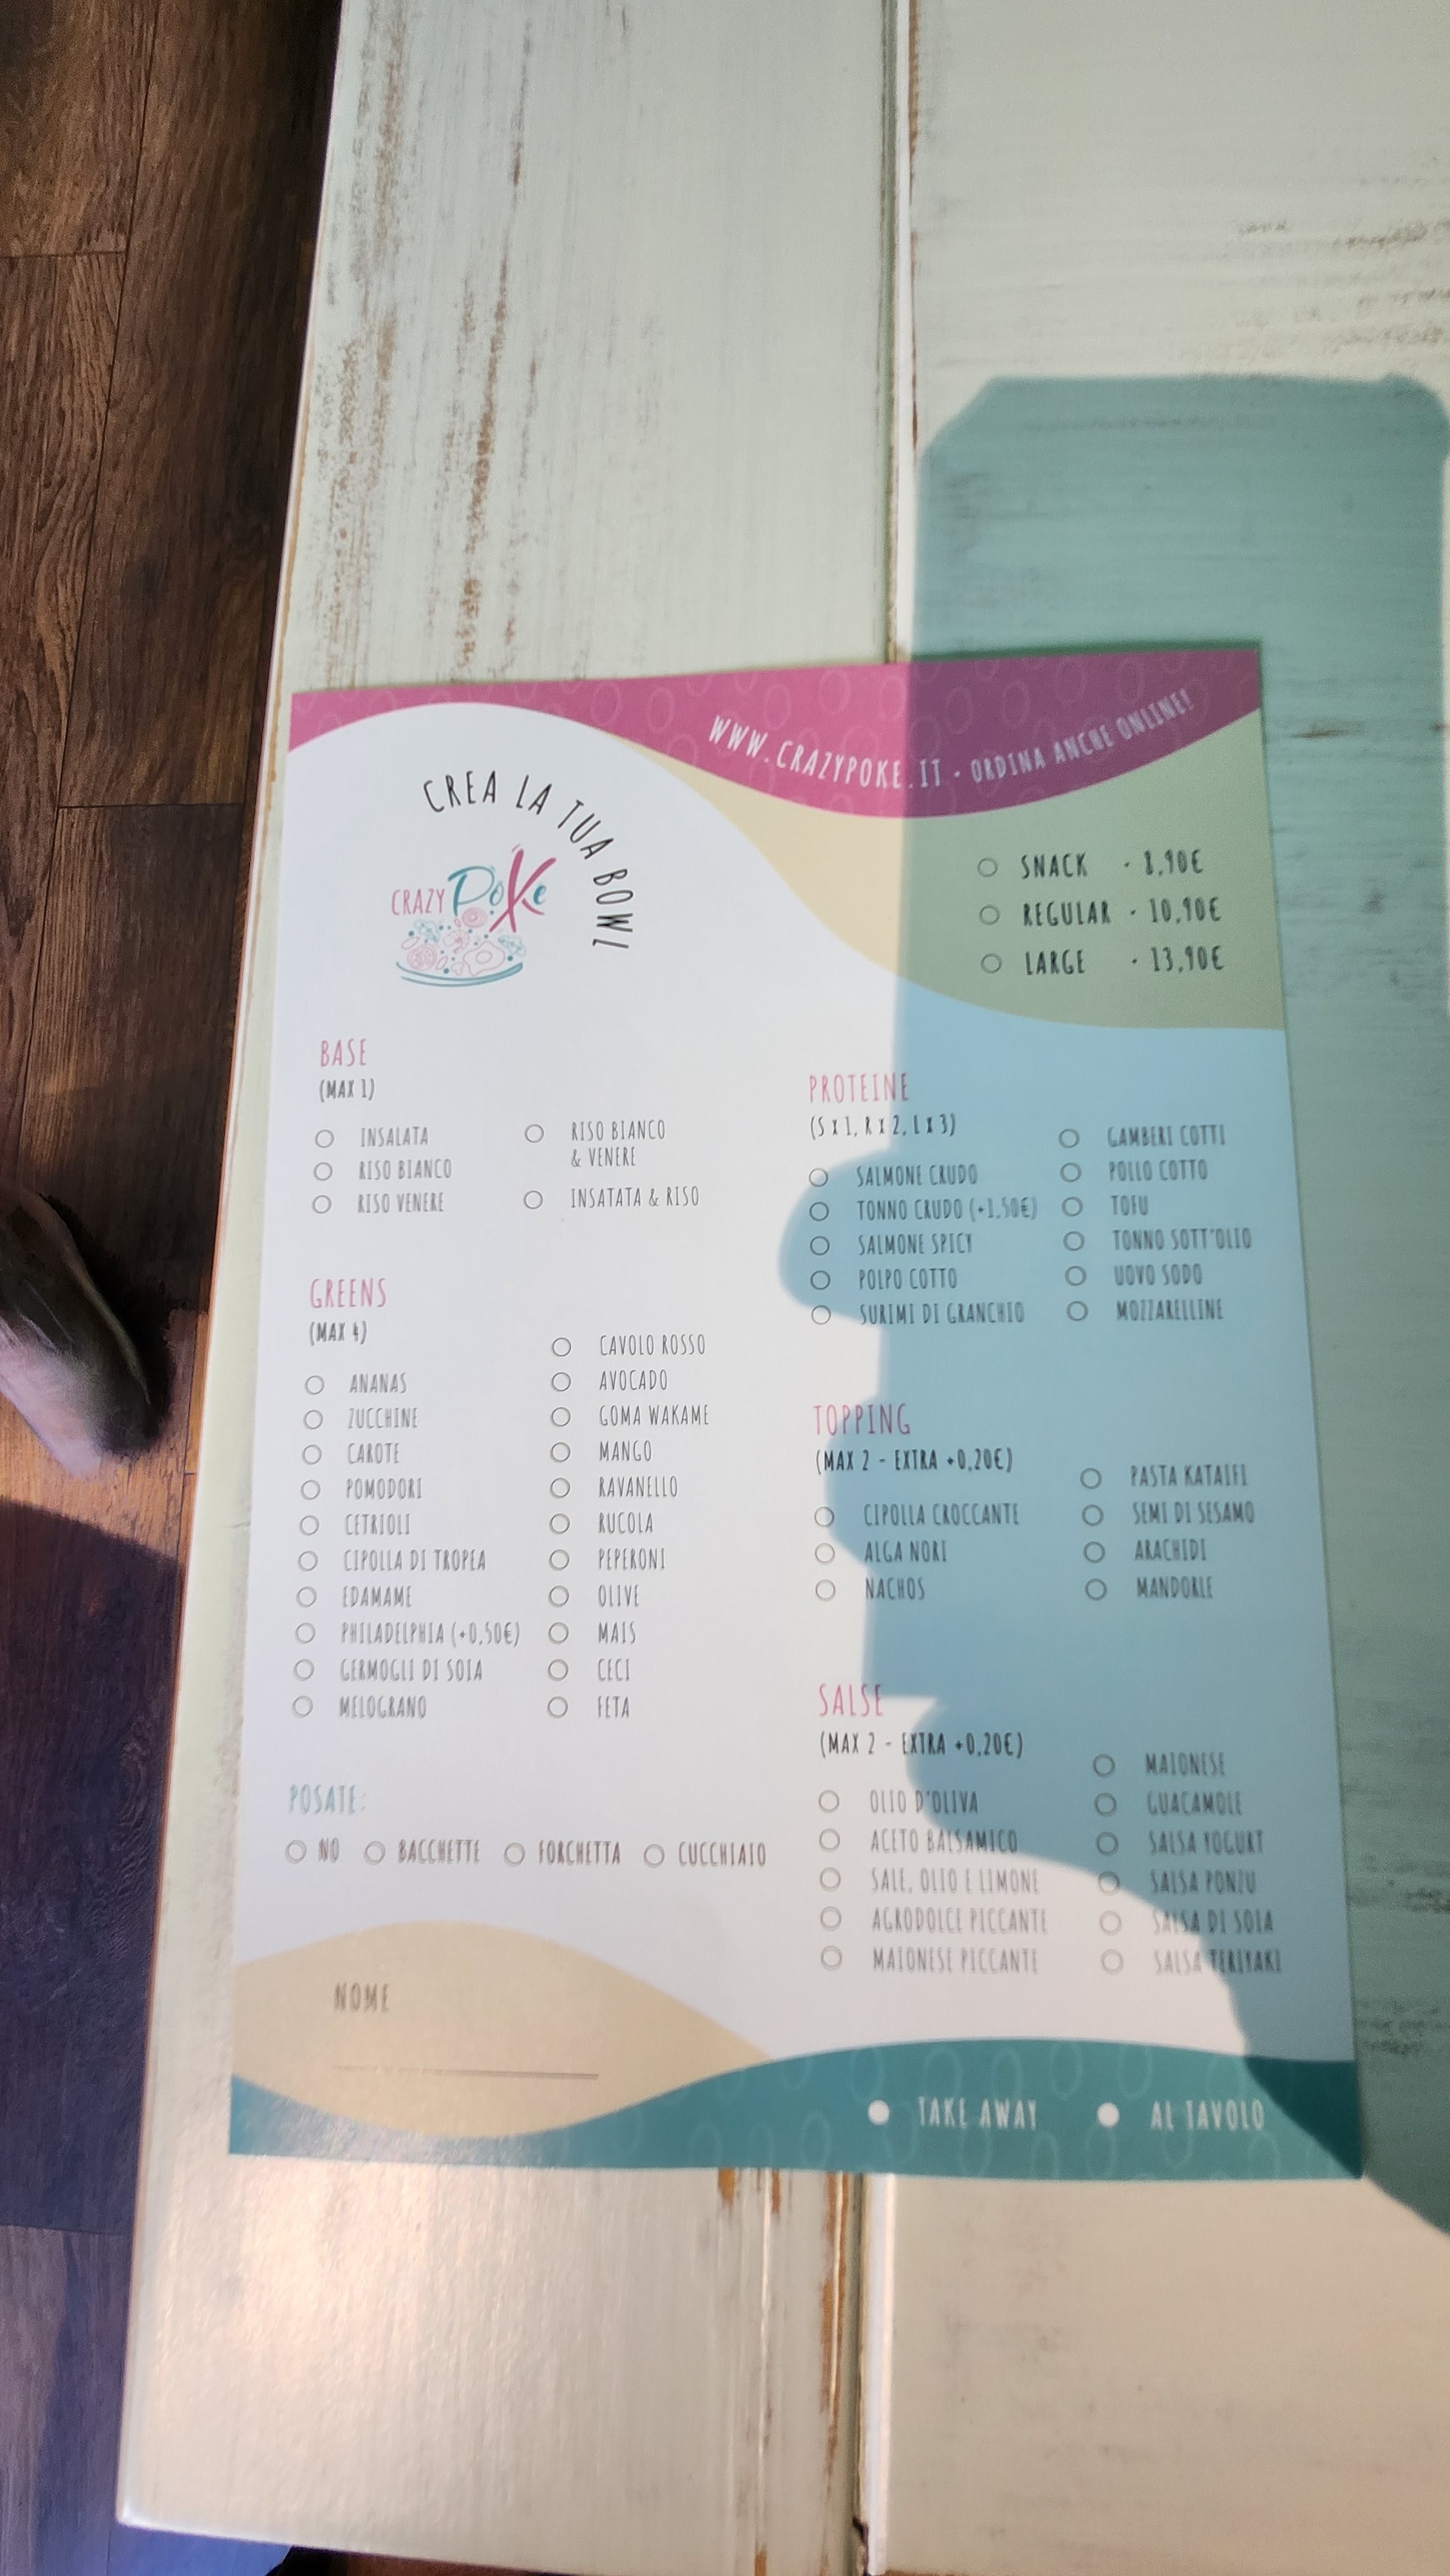 WWW.CRAZYPOKE.IT - ORDINA ANCHE ONLINE!
CREA LA TUA BOWL
CRAZY POKE
SNACK - 8,90€
REGULAR - 10,90€
LARGE - 13,90€
BASE
(MAX 1)
INSALATA
RISO BIANCO
RISO VENERE
RISO BIANCO
& VENERE
INSATATA & RISO
GREENS
(MAX 4)
ANANAS
ZUCCHINE
CAROTE
POMODORI
CETRIOLI
CIPOLLA DI TROPEA
EDAMAME
PHILADELPHIA (+0,50€)
GERMOGLI DI SOIA
MELOGRANO
CAVOLO ROSSO
AVOCADO
GOMA WAKAME
MANGO
RAVANELLO
RUCOLA
PEPERONI
OLIVE
MAIS
CECI
FETA
POSATE:
NO BACCHETTE FORCHETTA CUCCHIAIO
NOME
PROTEINE
(S x 1, R x 2, L x 3)
SALMONE CRUDO
TONNO CRUDO (+1,50€)
SALMONE SPICY
POLPO COTTO
SURIMI DI GRANCHIO
GAMBERI COTTI
POLLO COTTO
TOFU
TONNO SOTT'OLIO
UOVO SODO
MOZZARELLINE
TOPPING
(MAX 2 - EXTRA +0,20€)
CIPOLLA CROCCANTE
ALGA NORI
NACHOS
PASTA KATAIFI
SEMI DI SESAMO
ARACHIDI
MANDORLE
SALSE
(MAX 2 - EXTRA +0,20€)
OLIO D'OLIVA
ACETO BALSAMICO
SALE, OLIO E LIMONE
AGRODOLCE PICCANTE
MAIONESE PICCANTE
MAIONESE
GUACAMOLE
SALSA YOGURT
SALSA PONZU
SALSA DI SOIA
SALSA TERIYAKI
TAKE AWAY AL TAVOLO